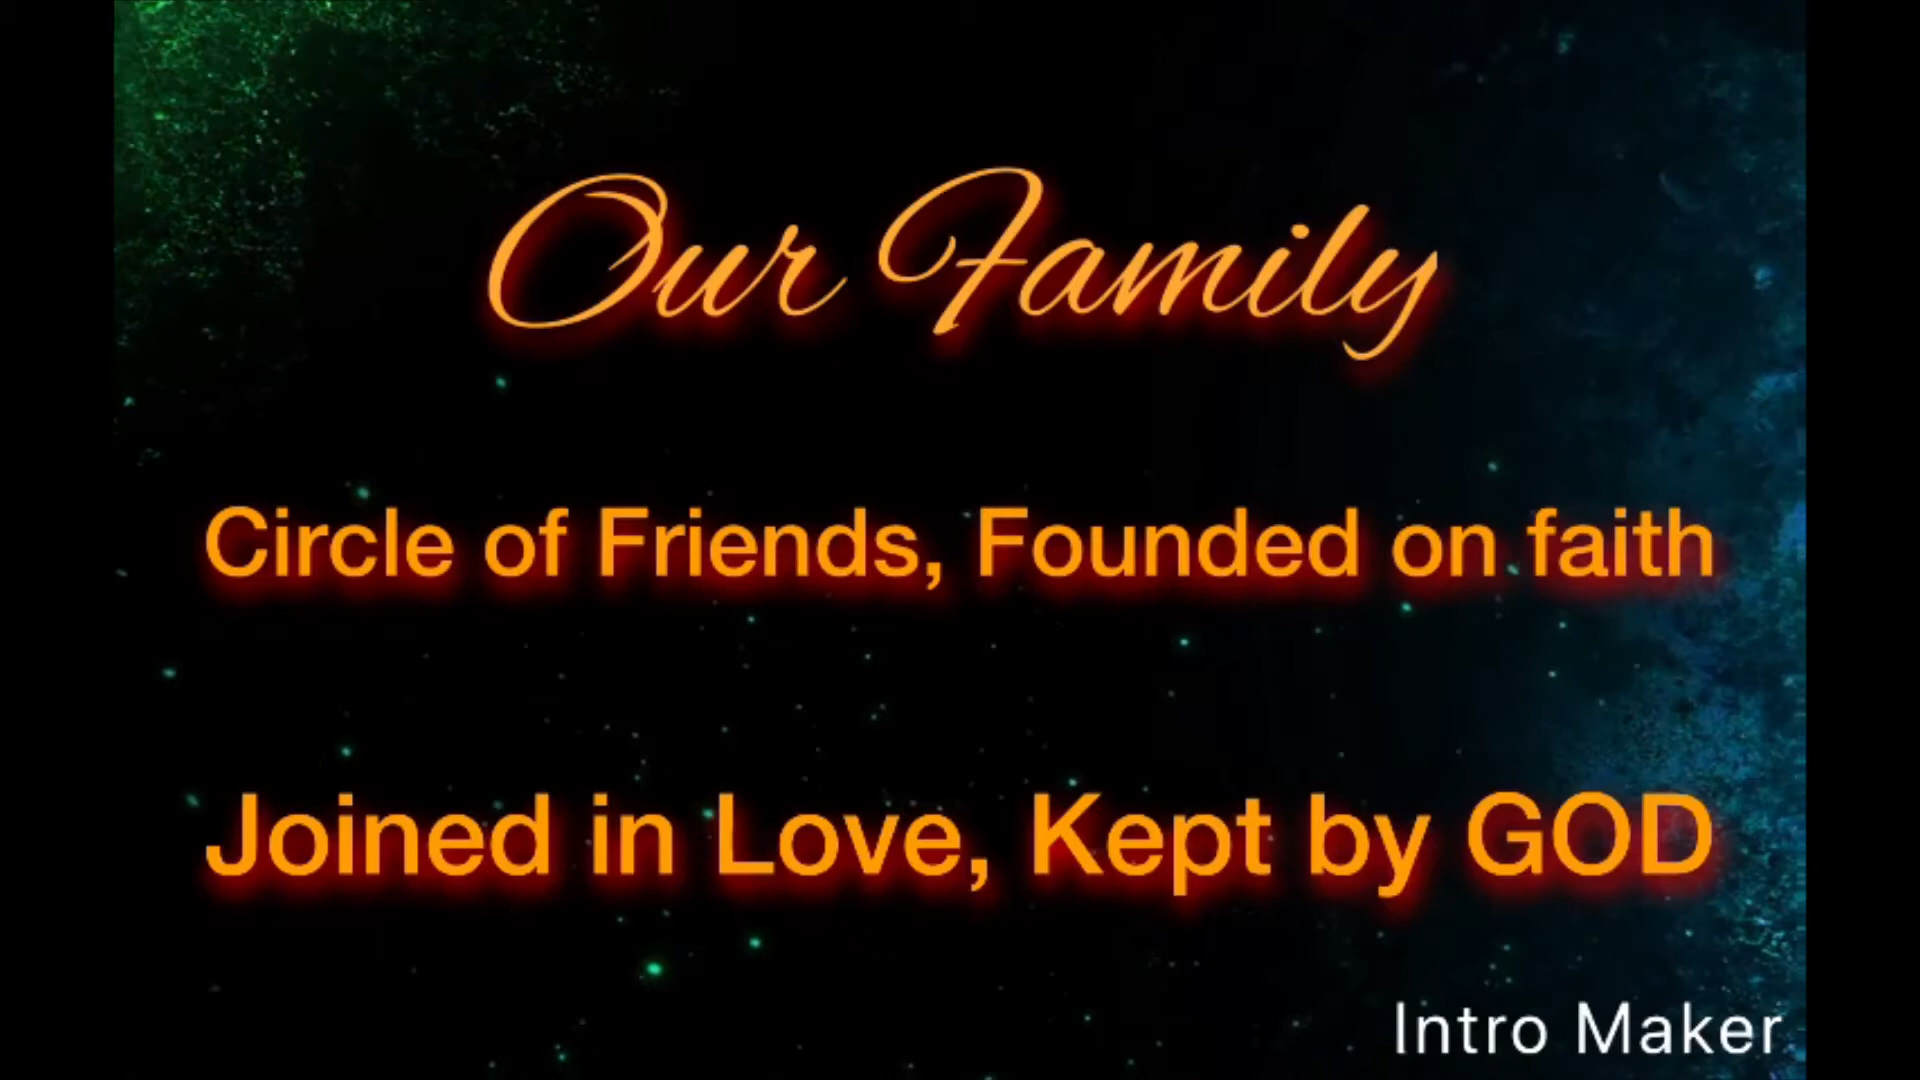 Our Family
Circle of Friends, Founded on faith
Joined in Love, Kept by GOD
Intro Maker